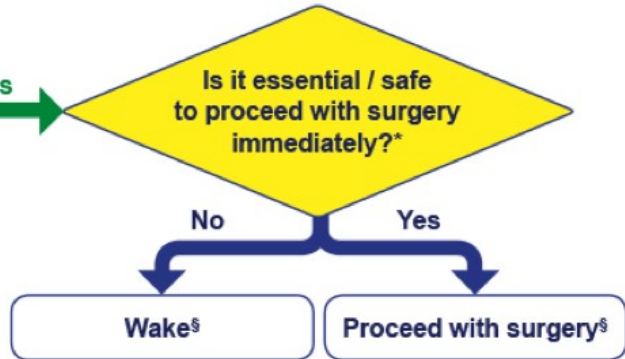 s
Is it essential / safe
to proceed with surgery
immediately?*
No
Yes
Wake§
Proceed with surgery§